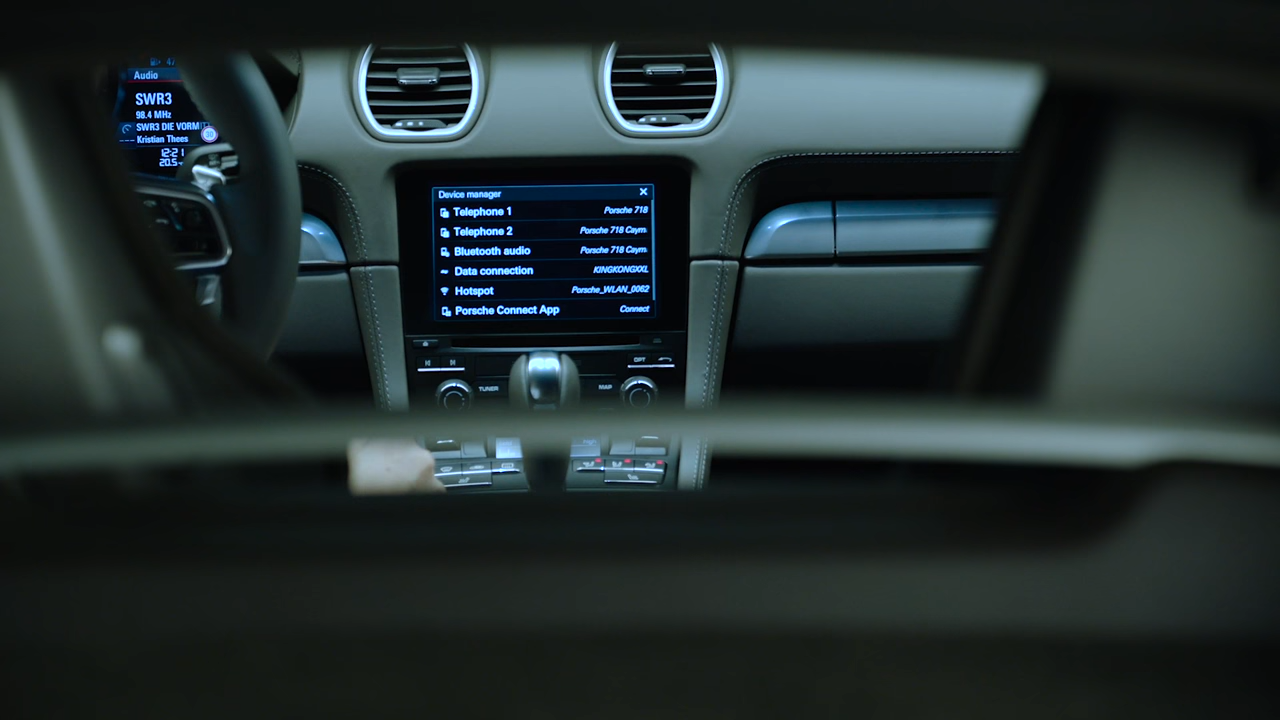 Audio
SWR3
98.4 MHz
SWR3 DIE VORMIT
Kristian Thees
12:21
20.5
Device manager
Telephone 1 Porsche 718
Telephone 2 Porsche 718 Caym
Bluetooth audio Porsche 718 Caym
Data connection KINGKONGXXL
Hotspot Porsche_WLAN_0062
Porsche Connect App Connect
OPT
TUNER
MAP